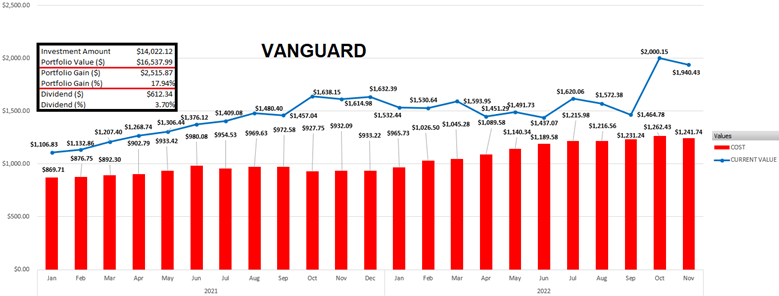 $2,500.00
VANGUARD
Investment Amount $14,022.12
Portfolio Value ($) $16,537.99
Portfolio Gain ($) $2,515.87
Portfolio Gain (%) 17.94%
Dividend ($) $612.34
Dividend (%) 3.70%
$2,000.00
$1,500.00
$1,000.00
$500.00
$0.00
$1,106.83 $1,132.86 $1,207.40 $1,268.74 $1,306.44 $1,376.12 $1,409.08 $1,480.40 $1,457.04 $1,638.15 $1,614.98 $1,632.39 $1,532.44 $1,530.64 $1,593.95 $1,451.29 $1,491.73 $1,437.07 $1,620.06 $1,572.38 $1,464.78 $2,000.15 $1,940.43
$869.71 $876.75 $892.30 $902.79 $933.42 $980.08 $954.53 $969.63 $972.58 $927.75 $932.09 $933.22 $965.73 $1,026.50 $1,045.28 $1,089.58 $1,140.34 $1,189.58 $1,215.98 $1,216.56 $1,231.24 $1,262.43 $1,241.74
Jan Feb Mar Apr May Jun Jul Aug Sep Oct Nov Dec Jan Feb Mar Apr May Jun Jul Aug Sep Oct Nov
2021 2022
Values
COST
CURRENT VALUE